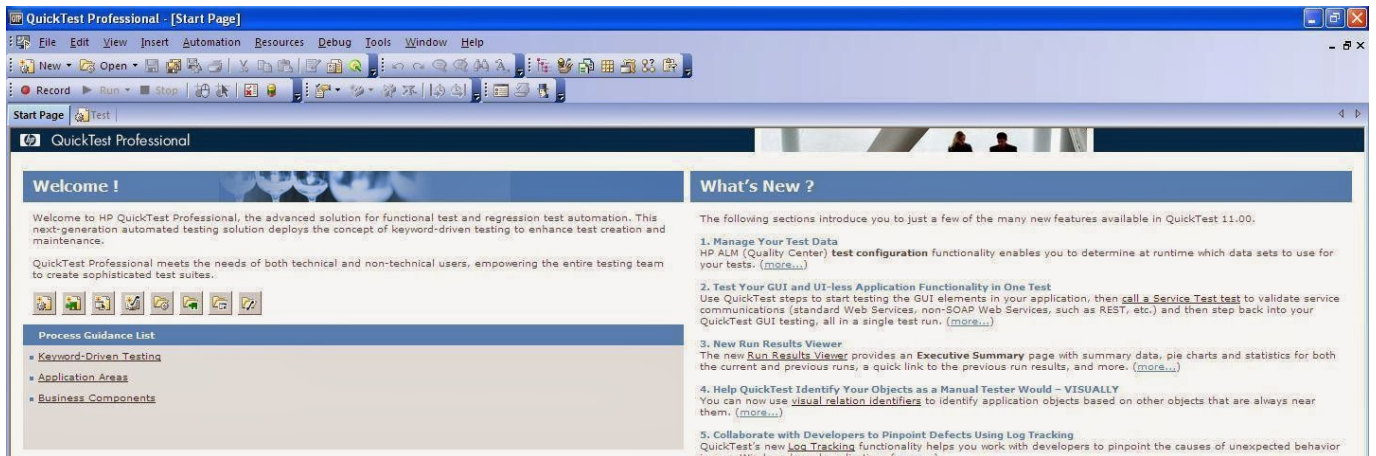 QuickTest Professional - [Start Page]
File Edit View Insert Automation Resources Debug Tools Window Help
New Open
Record Run Stop
Start Page Test
hp QuickTest Professional
Welcome !
Welcome to HP QuickTest Professional, the advanced solution for functional test and regression test automation. This
next-generation automated testing solution deploys the concept of keyword-driven testing to enhance test creation and
maintenance.
QuickTest Professional meets the needs of both technical and non-technical users, empowering the entire testing team
to create sophisticated test suites.
Process Guidance List
Keyword-Driven Testing
Application Areas
Business Components
What's New ?
The following sections introduce you to just a few of the many new features available in QuickTest 11.00.
1. Manage Your Test Data
HP ALM (Quality Center) test configuration functionality enables you to determine at runtime which data sets to use for
your tests. (more...)
2. Test Your GUI and UI-less Application Functionality in One Test
Use QuickTest steps to start testing the GUI elements in your application, then call a Service Test test to validate service
communications (standard Web Services, non-SOAP Web Services, such as REST, etc.) and then step back into your
QuickTest GUI testing, all in a single test run. (more...)
3. New Run Results Viewer
The new Run Results Viewer provides an Executive Summary page with summary data, pie charts and statistics for both
the current and previous runs, a quick link to the previous run results, and more. (more...)
4. Help QuickTest Identify Your Objects as a Manual Tester Would – VISUALLY
You can now use visual relation identifiers to identify application objects based on other objects that are always near
them. (more...)
5. Collaborate with Developers to Pinpoint Defects Using Log Tracking
QuickTest's new Log Tracking functionality helps you work with developers to pinpoint the causes of unexpected behavior